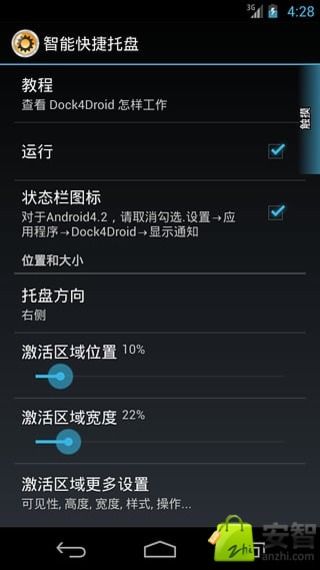 3G 4:28
智能快捷托盘
教程
查看 Dock4Droid 怎样工作
触摸
运行
状态栏图标
对于Android4.2，请取消勾选.设置→应
用程序→Dock4Droid→显示通知
位置和大小
托盘方向
右侧
激活区域位置 10%
激活区域宽度 22%
激活区域更多设置
可见性, 高度, 宽度, 样式, 操作...
zhi
安智
anzhi.com